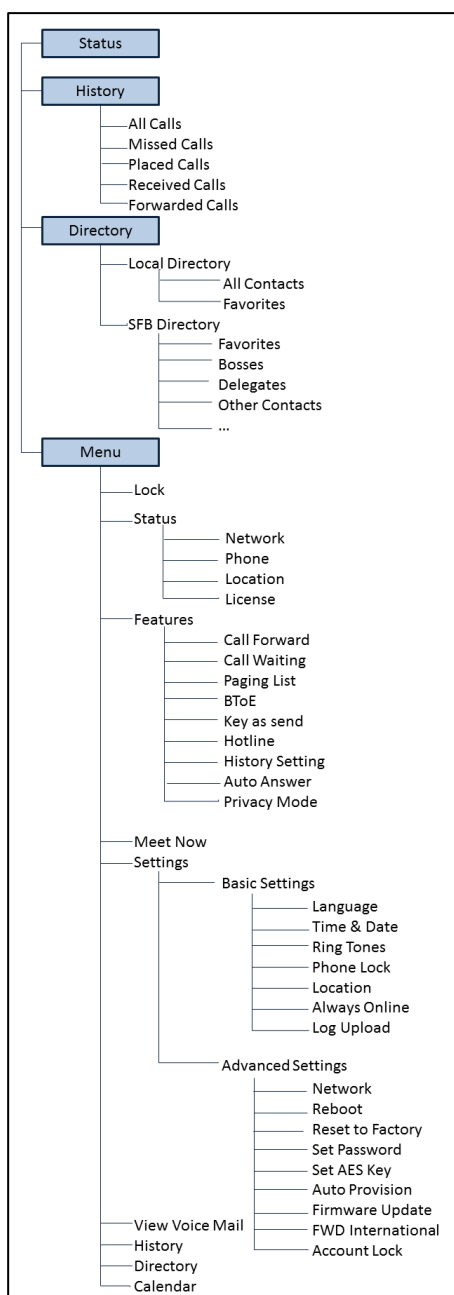 Status
History
All Calls
Missed Calls
Placed Calls
Received Calls
Forwarded Calls
Directory
Local Directory
All Contacts
Favorites
SFB Directory
Favorites
Bosses
Delegates
Other Contacts
...
Menu
Lock
Status
Network
Phone
Location
License
Features
Call Forward
Call Waiting
Paging List
BToE
Key as send
Hotline
History Setting
Auto Answer
Privacy Mode
Meet Now
Settings
Basic Settings
Language
Time & Date
Ring Tones
Phone Lock
Location
Always Online
Log Upload
Advanced Settings
Network
Reboot
Reset to Factory
Set Password
Set AES Key
Auto Provision
Firmware Update
FWD International
Account Lock
View Voice Mail
History
Directory
Calendar